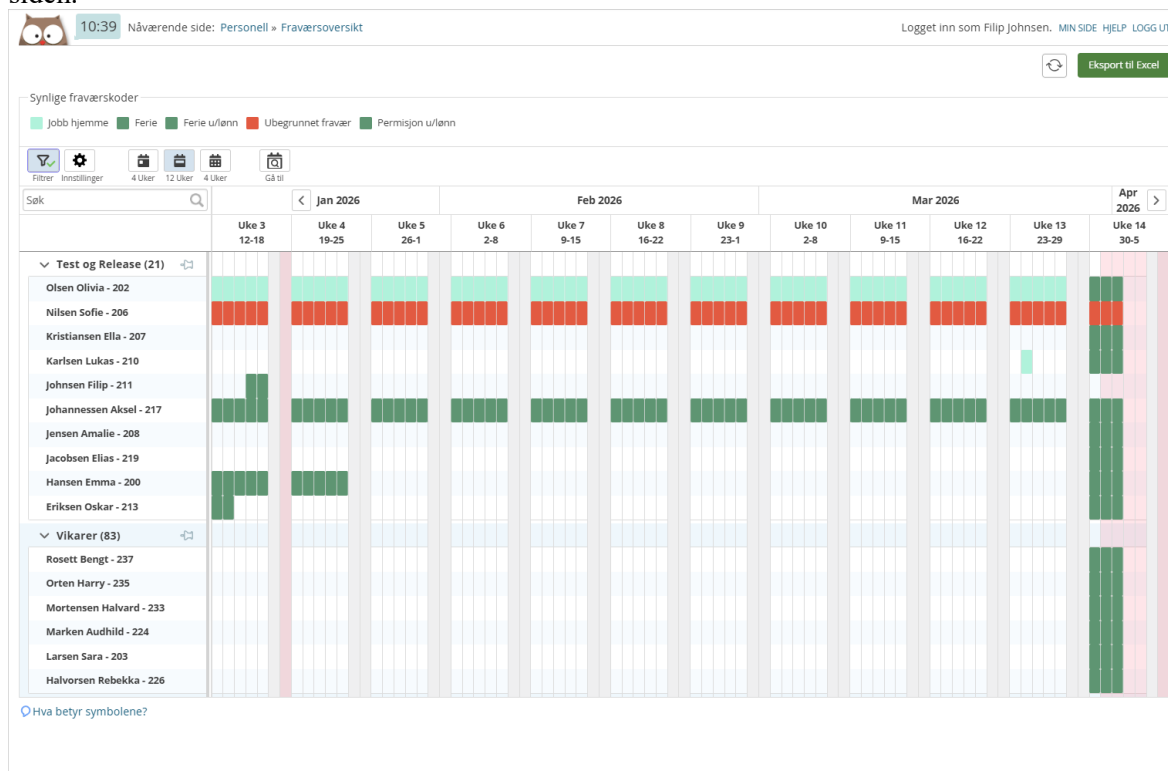 siden.
10:39 Nåværende side: Personell » Fraværsoversikt
Logget inn som Filip Johnsen. MIN SIDE HJELP LOGG UT
Eksport til Excel
Synlige fraværskoder
Jobb hjemme Ferie Ferie u/lønn Ubegrunnet fravær Permisjon u/lønn
Filtrer Innstillinger 4 Uker 12 Uker 4 Uker Gå til
Søk
Jan 2026 Feb 2026 Mar 2026 Apr 2026
Uke 3 Uke 4 Uke 5 Uke 6 Uke 7 Uke 8 Uke 9 Uke 10 Uke 11 Uke 12 Uke 13 Uke 14
12-18 19-25 26-1 2-8 9-15 16-22 23-1 2-8 9-15 16-22 23-29 30-5
Test og Release (21)
Olsen Olivia - 202
Nilsen Sofie - 206
Kristiansen Ella - 207
Karlsen Lukas - 210
Johnsen Filip - 211
Johannessen Aksel - 217
Jensen Amalie - 208
Jacobsen Elias - 219
Hansen Emma - 200
Eriksen Oskar - 213
Vikarer (83)
Rosett Bengt - 237
Orten Harry - 235
Mortensen Halvard - 233
Marken Audhild - 224
Larsen Sara - 203
Halvorsen Rebekka - 226
Hva betyr symbolene?